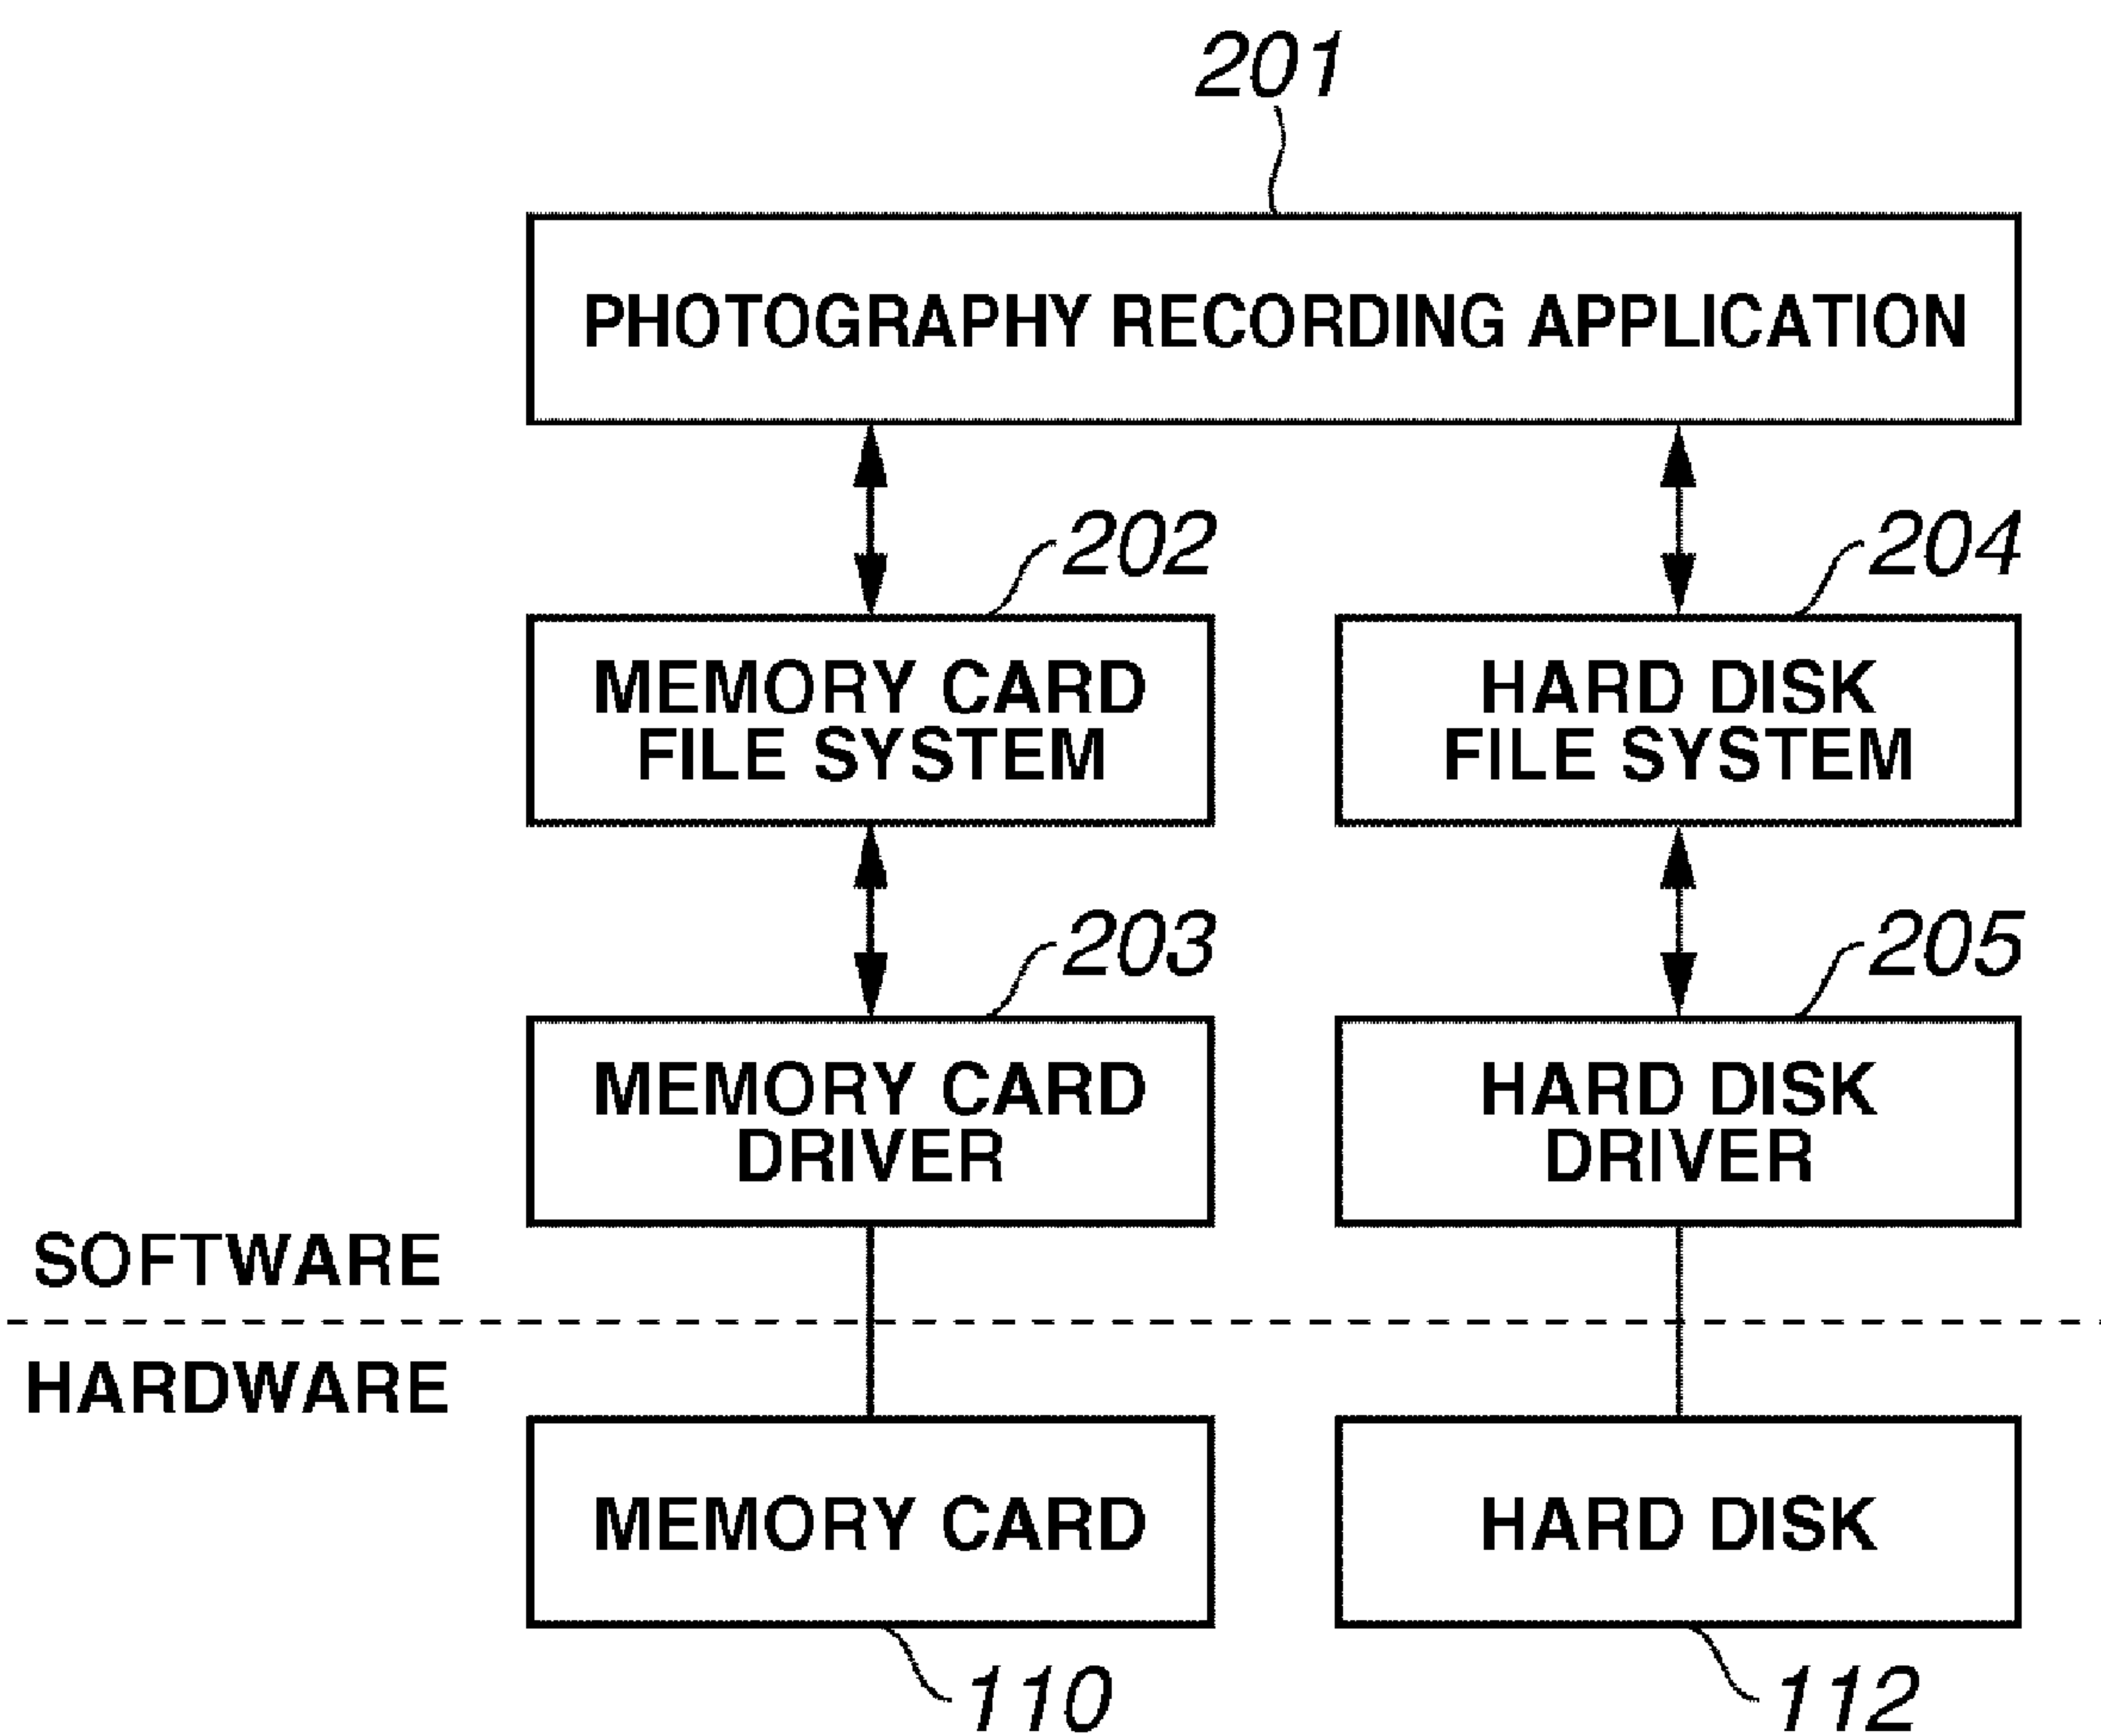 201
PHOTOGRAPHY RECORDING APPLICATION
202
204
MEMORY CARD
FILE SYSTEM
HARD DISK
FILE SYSTEM
203
205
MEMORY CARD
DRIVER
HARD DISK
DRIVER
SOFTWARE
HARDWARE
MEMORY CARD
HARD DISK
110
112